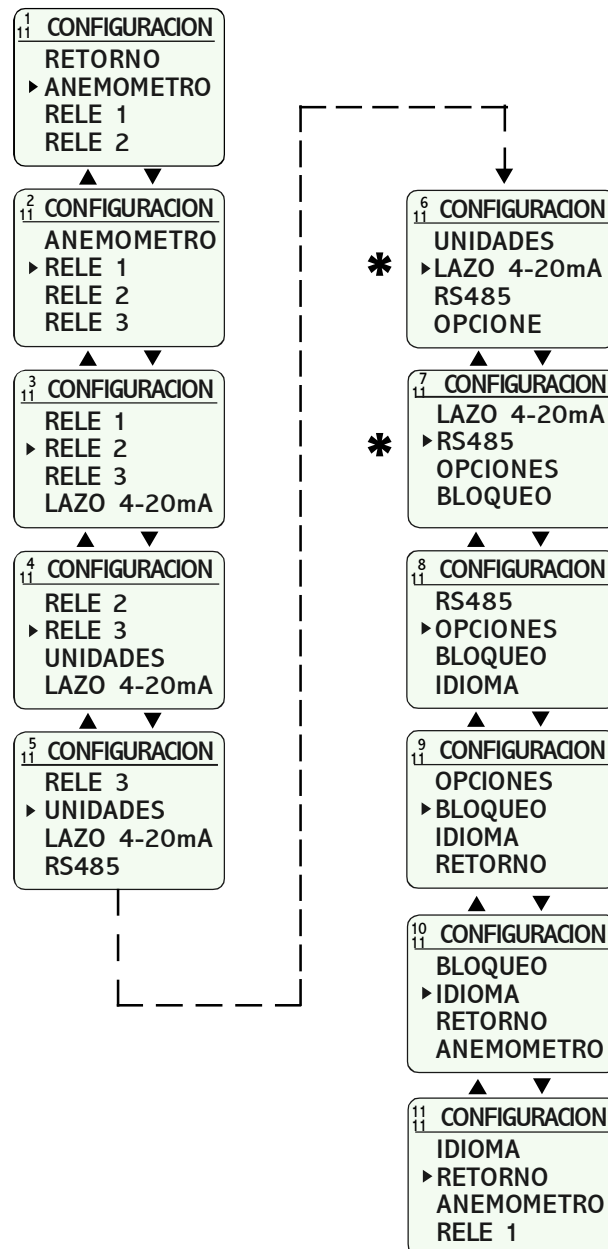 1
11 CONFIGURACION
RETORNO
ANEMOMETRO
RELE 1
RELE 2
2
11 CONFIGURACION
ANEMOMETRO
RELE 1
RELE 2
RELE 3
3
11 CONFIGURACION
RELE 1
RELE 2
RELE 3
LAZO 4-20mA
4
11 CONFIGURACION
RELE 2
RELE 3
UNIDADES
LAZO 4-20mA
5
11 CONFIGURACION
RELE 3
UNIDADES
LAZO 4-20mA
RS485
6
11 CONFIGURACION
UNIDADES
* LAZO 4-20mA
RS485
OPCIONE
7
11 CONFIGURACION
LAZO 4-20mA
* RS485
OPCIONES
BLOQUEO
8
11 CONFIGURACION
RS485
OPCIONES
BLOQUEO
IDIOMA
9
11 CONFIGURACION
OPCIONES
BLOQUEO
IDIOMA
RETORNO
10
11 CONFIGURACION
BLOQUEO
IDIOMA
RETORNO
ANEMOMETRO
11
11 CONFIGURACION
IDIOMA
RETORNO
ANEMOMETRO
RELE 1